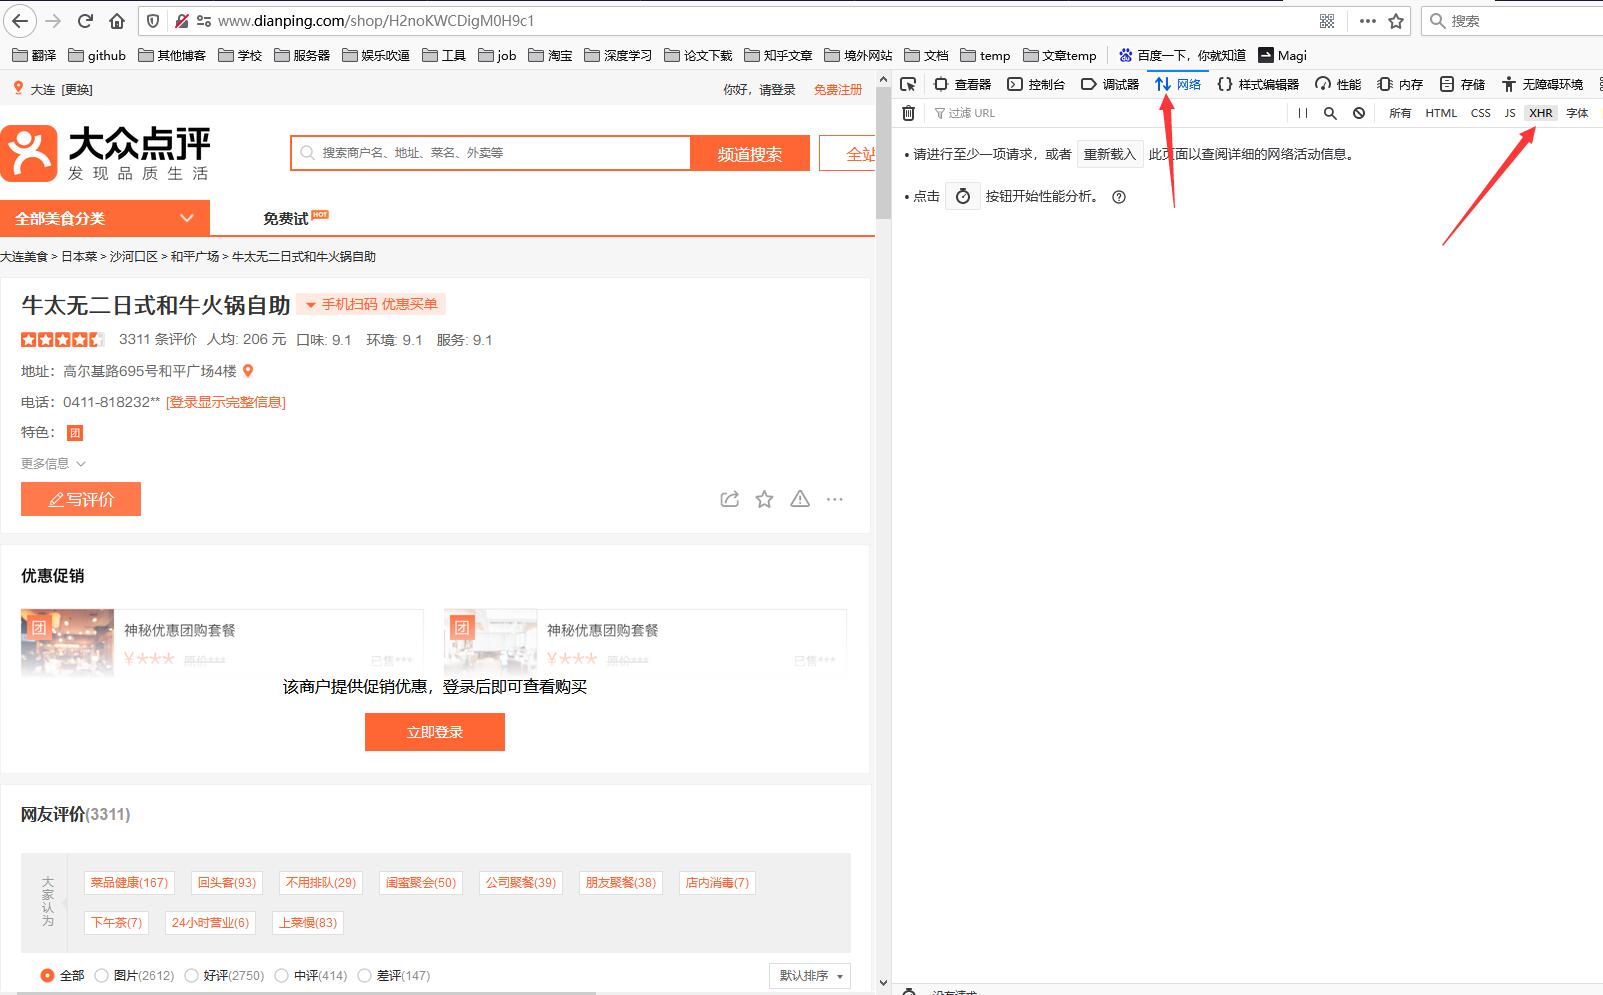 www.dianping.com/shop/H2noKWCDigM0H9c1
搜索
翻译 github 其他博客 学校 服务器 娱乐吹逼 工具 job 淘宝 深度学习 论文下载 知乎文章 境外网站 文档 temp 文章temp 百度一下，你就知道 Magi
大连 [更换] 你好，请登录 免费注册
大众点评
发现品质生活
搜索商户名、地址、菜名、外卖等 频道搜索 全站
全部美食分类 免费试 HOT
大连美食 > 日本菜 > 沙河口区 > 和平广场 > 牛太无二日式和牛火锅自助
牛太无二日式和牛火锅自助 手机扫码 优惠买单
3311 条评价 人均: 206 元 口味: 9.1 环境: 9.1 服务: 9.1
地址: 高尔基路695号和平广场4楼
电话: 0411-818232** [登录显示完整信息]
特色: 团
更多信息
写评价
优惠促销
团 神秘优惠团购套餐 团 神秘优惠团购套餐
¥*** 原价*** 已售*** ¥*** 原价*** 已售***
该商户提供促销优惠，登录后即可查看购买
立即登录
网友评价(3311)
大家认为
菜品健康(167) 回头客(93) 不用排队(29) 闺蜜聚会(50) 公司聚餐(39) 朋友聚餐(38) 店内消毒(7)
下午茶(7) 24小时营业(6) 上菜慢(83)
全部 图片(2612) 好评(2750) 中评(414) 差评(147) 默认排序
查看器 控制台 调试器 网络 样式编辑器 性能 内存 存储 无障碍环境
过滤 URL 所有 HTML CSS JS XHR 字体
• 请进行至少一项请求，或者 重新载入 此页面以查阅详细的网络活动信息。
• 点击 按钮开始性能分析。